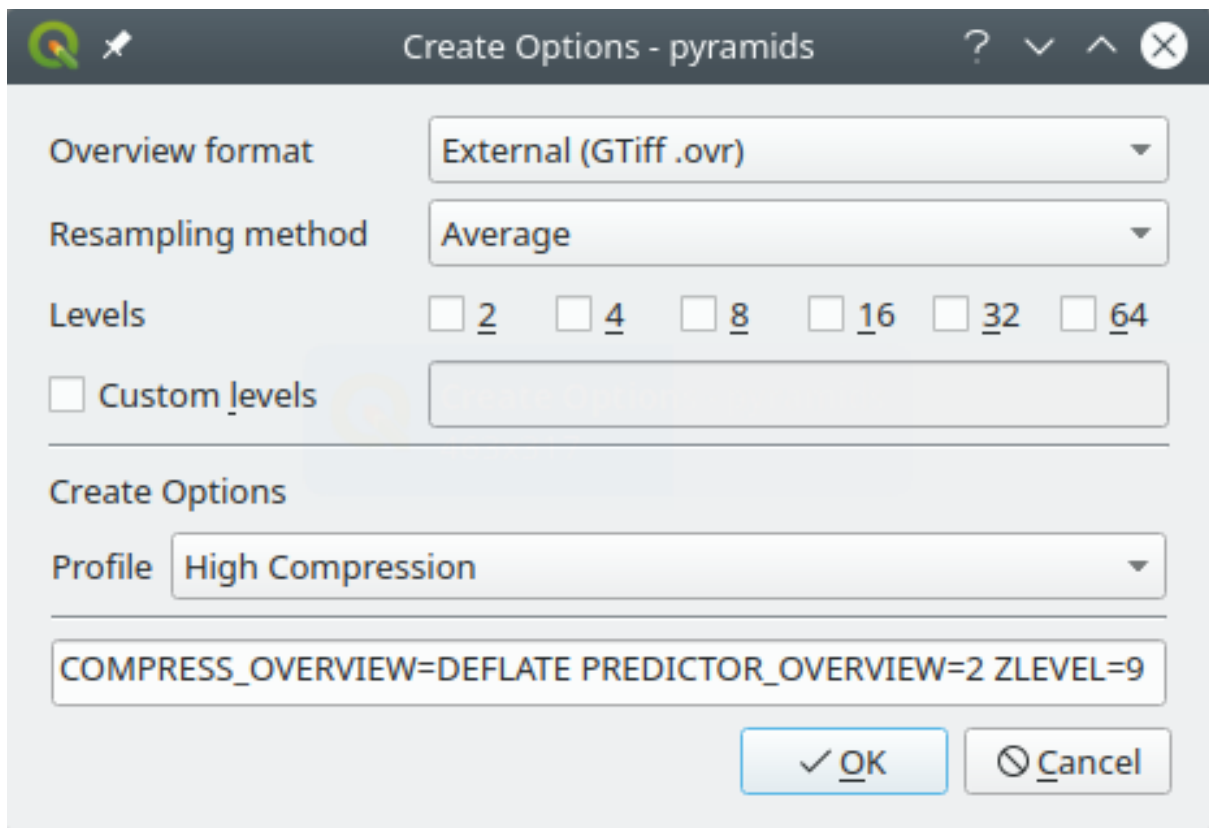 Create Options - pyramids
Overview format External (GTiff .ovr)
Resampling method Average
Levels 2 4 8 16 32 64
Custom levels
Create Options
Profile High Compression
COMPRESS_OVERVIEW=DEFLATE PREDICTOR_OVERVIEW=2 ZLEVEL=9
OK Cancel